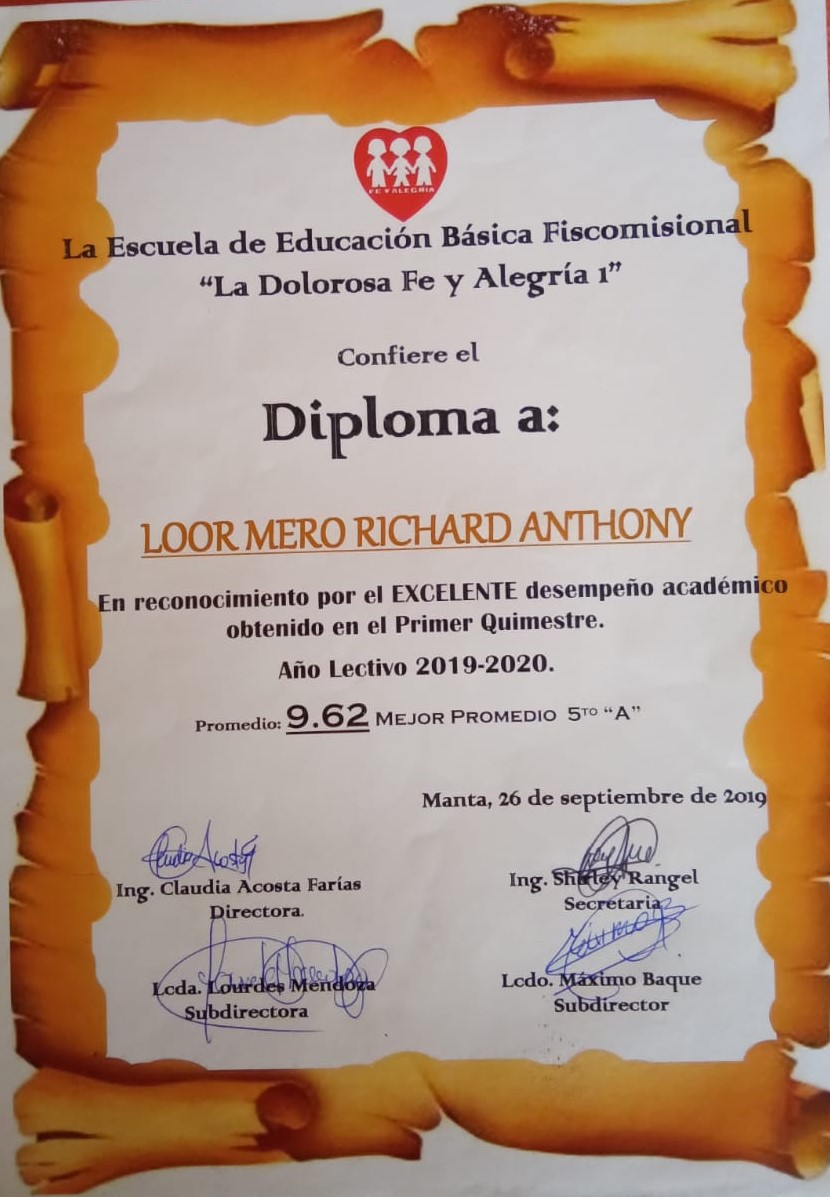 FE Y ALEGRIA
La Escuela de Educación Básica Fiscomisional
“La Dolorosa Fe y Alegría 1”
Confiere el
Diploma a:
LOOR MERO RICHARD ANTHONY
En reconocimiento por el EXCELENTE desempeño académico
obtenido en el Primer Quimestre.
Año Lectivo 2019-2020.
Promedio: 9.62 MEJOR PROMEDIO 5TO “A”
Manta, 26 de septiembre de 2019
Claudia Acosta F
Ing. Claudia Acosta Farías
Directora.
Ing. Shirley Rangel
Secretaria
Lcda. Lourdes Mendoza
Subdirectora
Lcdo. Máximo Baque
Subdirector